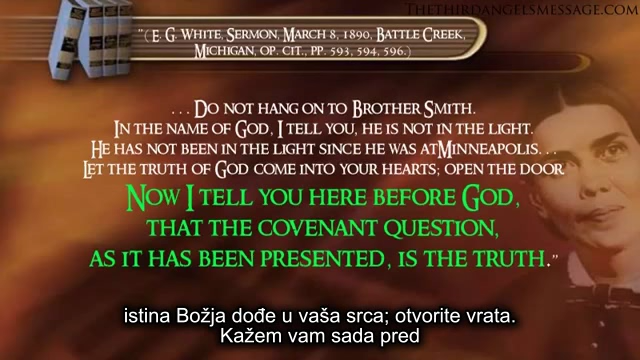 THETHIRDANGELSMESSAGE.COM
"( E. G. WHITE, SERMON, MARCH 8, 1890, BATTLE CREEK,
MICHIGAN, OP. CIT., PP. 593, 594, 596.)
. . . DO NOT HANG ON TO BROTHER SMITH.
IN THE NAME OF GOD, I TELL YOU, HE IS NOT IN THE LIGHT.
HE HAS NOT BEEN IN THE LIGHT SINCE HE WAS ATMINNEAPOLIS. . .
LET THE TRUTH OF GOD COME INTO YOUR HEARTS; OPEN THE DOOR.
NOW I TELL YOU HERE BEFORE GOD,
THAT THE COVENANT QUESTION,
AS IT HAS BEEN PRESENTED, IS THE TRUTH."
istina Božja dođe u vaša srca; otvorite vrata.
Kažem vam sada pred